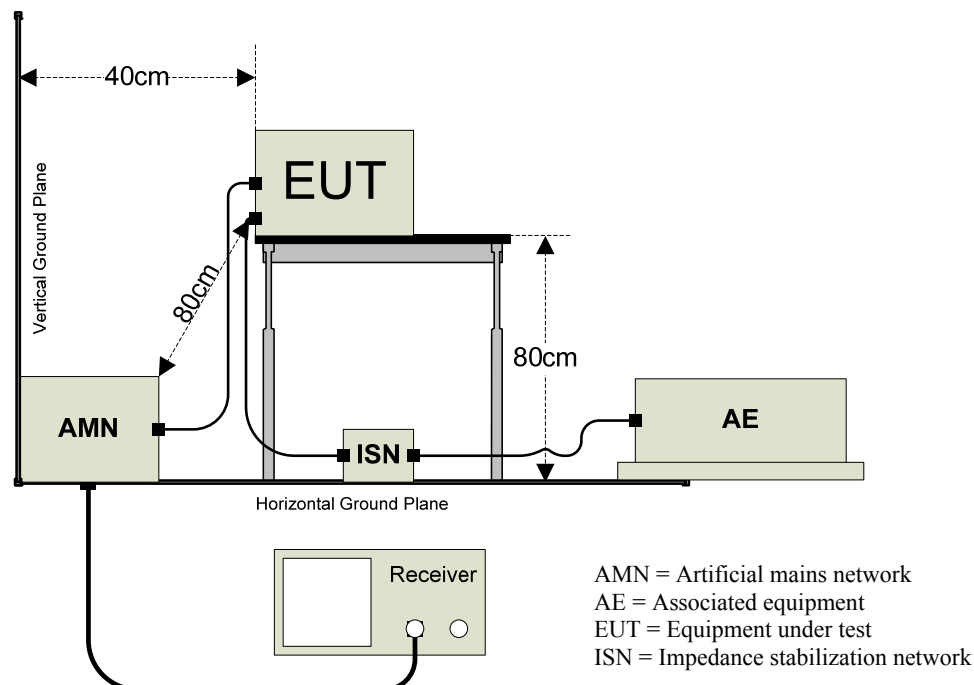 40cm
EUT
Vertical Ground Plane
80cm
80cm
AMN
ISN
AE
Horizontal Ground Plane
Receiver
AMN = Artificial mains network
AE = Associated equipment
EUT = Equipment under test
ISN = Impedance stabilization network